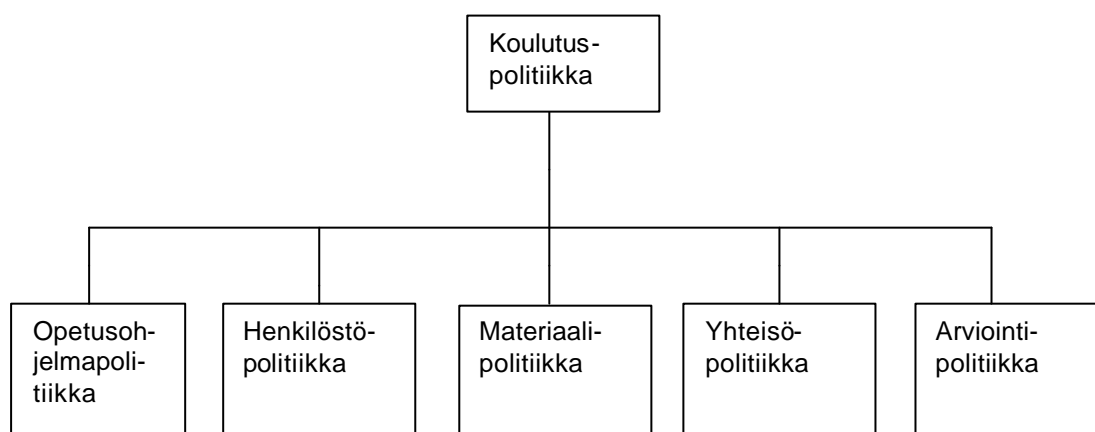 Koulutus-
politiikka
Opetusoh-
jelmapoli-
tiikka
Henkilöstö-
politiikka
Materiaali-
politiikka
Yhteisö-
politiikka
Arviointi-
politiikka